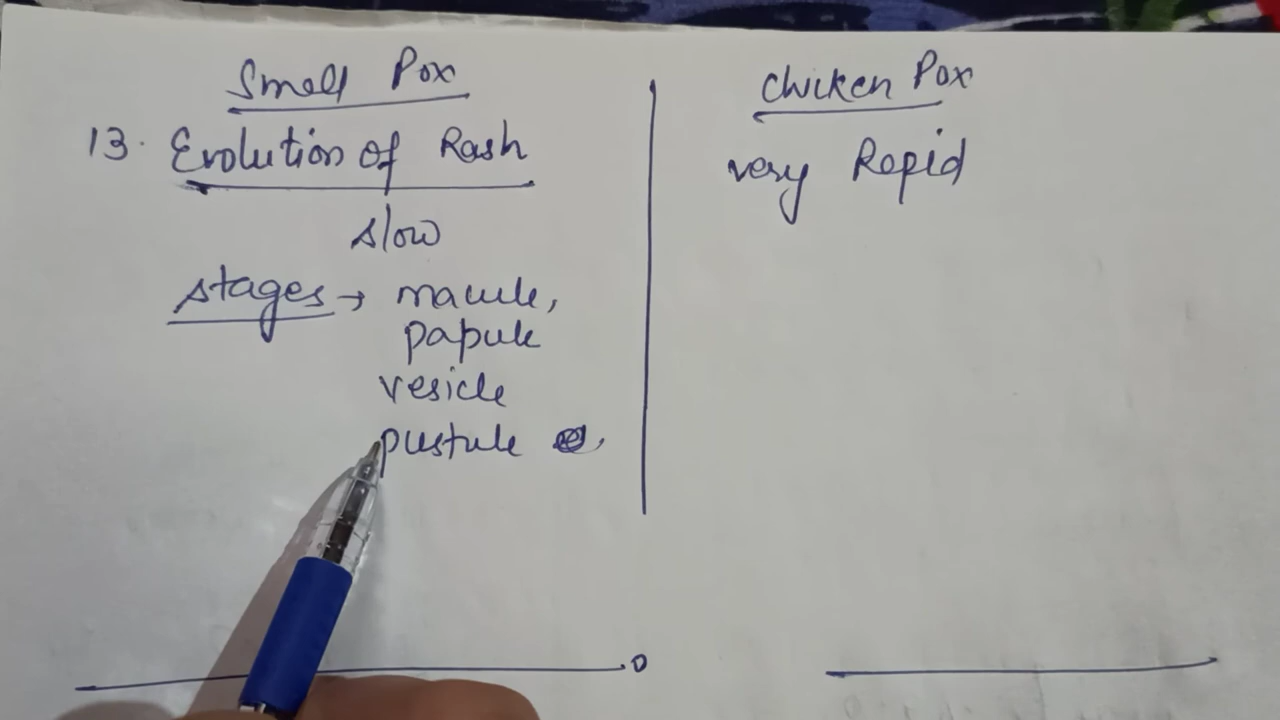 Small Pox
13. Evolution of Rash
slow
stages → macule,
papule
vesicle
pustule ,
Chicken Pox
very Rapid